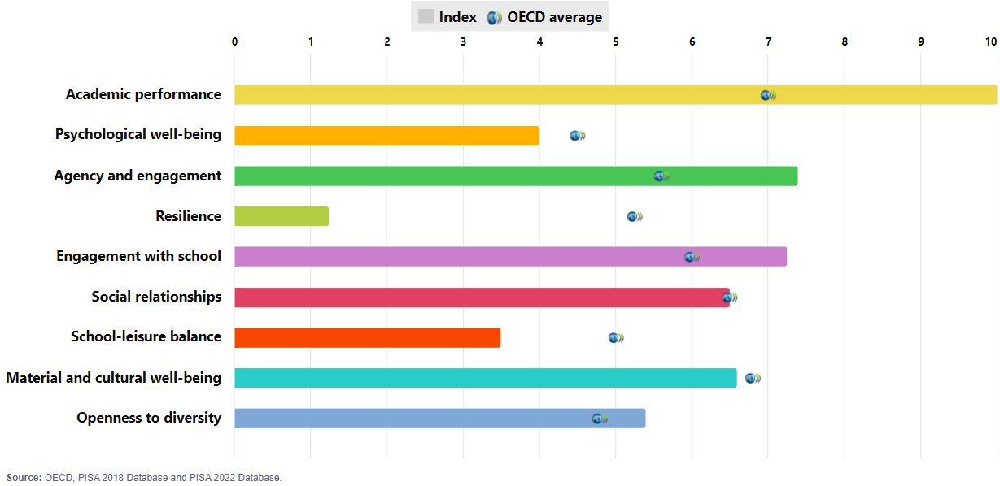 Index OECD average
0 1 2 3 4 5 6 7 8 9 10
Academic performance
Psychological well-being
Agency and engagement
Resilience
Engagement with school
Social relationships
School-leisure balance
Material and cultural well-being
Openness to diversity
Source: OECD, PISA 2018 Database and PISA 2022 Database.